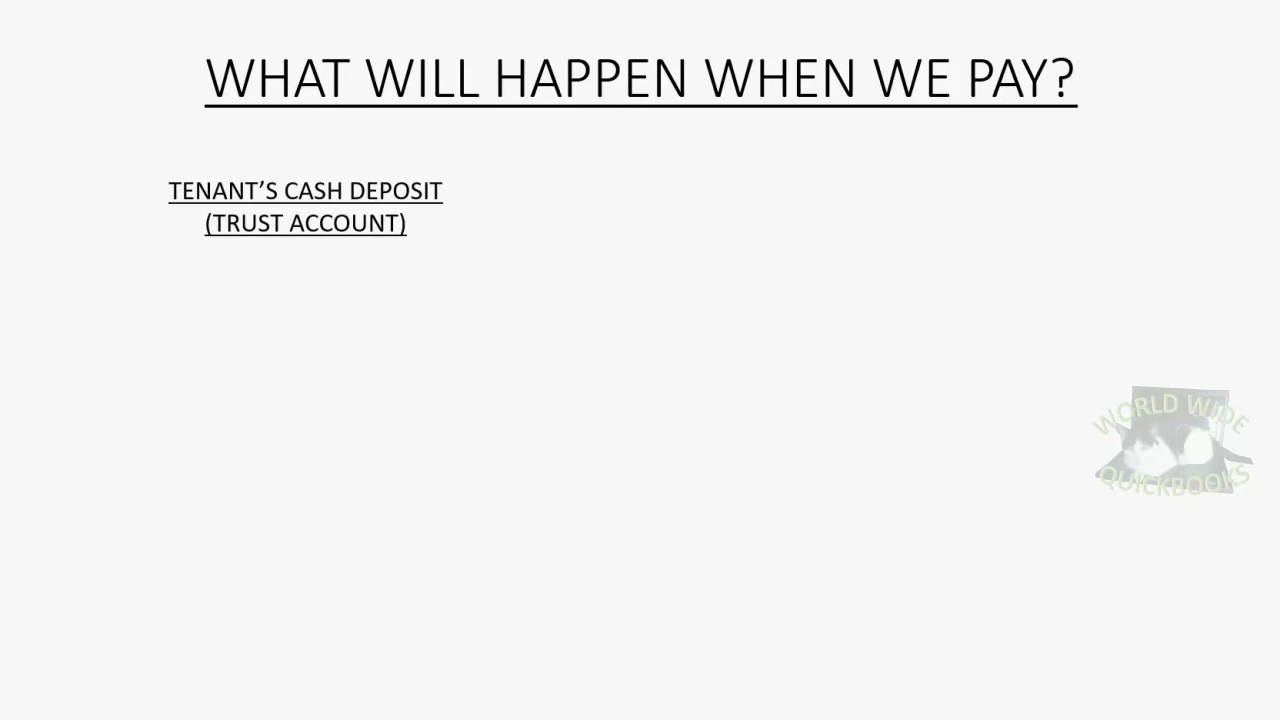 WHAT WILL HAPPEN WHEN WE PAY?
TENANT’S CASH DEPOSIT
(TRUST ACCOUNT)
WORLD WIDE
QUICKBOOKS